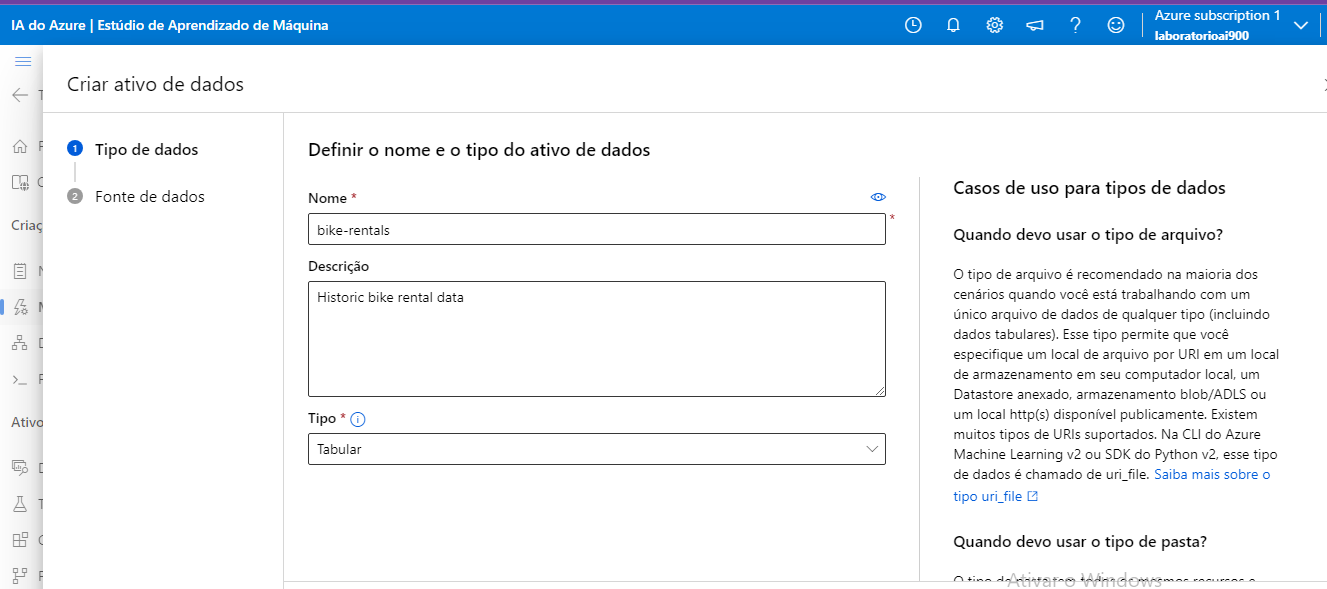 IA do Azure | Estúdio de Aprendizado de Máquina
Azure subscription 1
laboratorioai900
Criar ativo de dados
1 Tipo de dados
2 Fonte de dados
Criaç
Ativo
Definir o nome e o tipo do ativo de dados
Nome *
bike-rentals
*
Descrição
Historic bike rental data
Tipo *
Tabular
Casos de uso para tipos de dados
Quando devo usar o tipo de arquivo?
O tipo de arquivo é recomendado na maioria dos
cenários quando você está trabalhando com um
único arquivo de dados de qualquer tipo (incluindo
dados tabulares). Esse tipo permite que você
especifique um local de arquivo por URI em um local
de armazenamento em seu computador local, um
Datastore anexado, armazenamento blob/ADLS ou
um local http(s) disponível publicamente. Existem
muitos tipos de URIs suportados. Na CLI do Azure
Machine Learning v2 ou SDK do Python v2, esse tipo
de dados é chamado de uri_file. Saiba mais sobre o
tipo uri_file
Quando devo usar o tipo de pasta?
Ativar o Windows